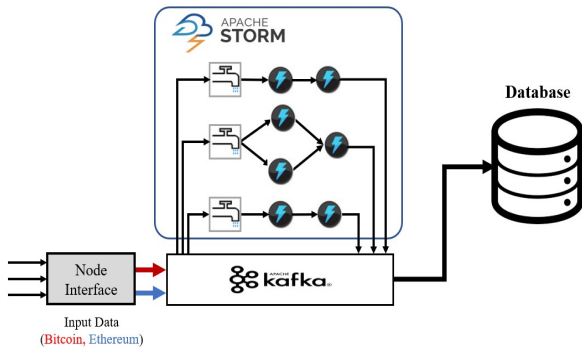 APACHE
STORM
Database
Node
Interface
APACHE
kafka®
Input Data
(Bitcoin, Ethereum)